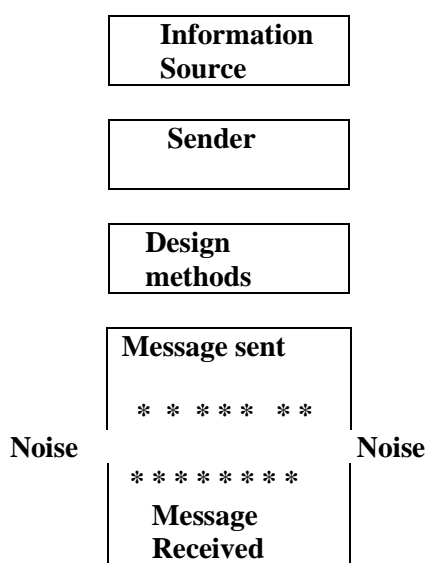 Information
Source
Sender
Design
methods
Message sent
* * * * * * *
Noise Noise
* * * * * * * *
Message
Received